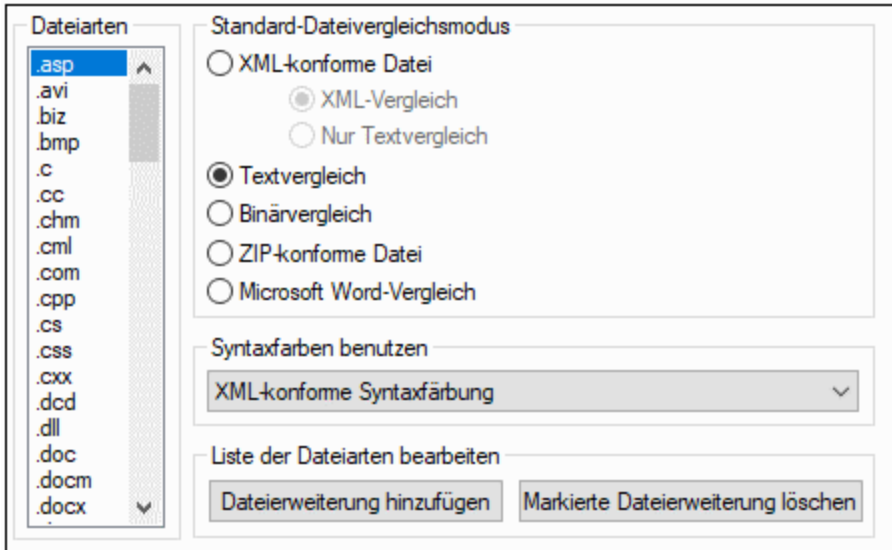 Dateiarten
.asp
.avi
.biz
.bmp
.c
.cc
.chm
.cml
.com
.cpp
.cs
.css
.cxx
.dcd
.dll
.doc
.docm
.docx
Standard-Dateivergleichsmodus
XML-konforme Datei
XML-Vergleich
Nur Textvergleich
Textvergleich
Binärvergleich
ZIP-konforme Datei
Microsoft Word-Vergleich
Syntaxfarben benutzen
XML-konforme Syntaxfärbung
Liste der Dateiarten bearbeiten
Dateierweiterung hinzufügen
Markierte Dateierweiterung löschen